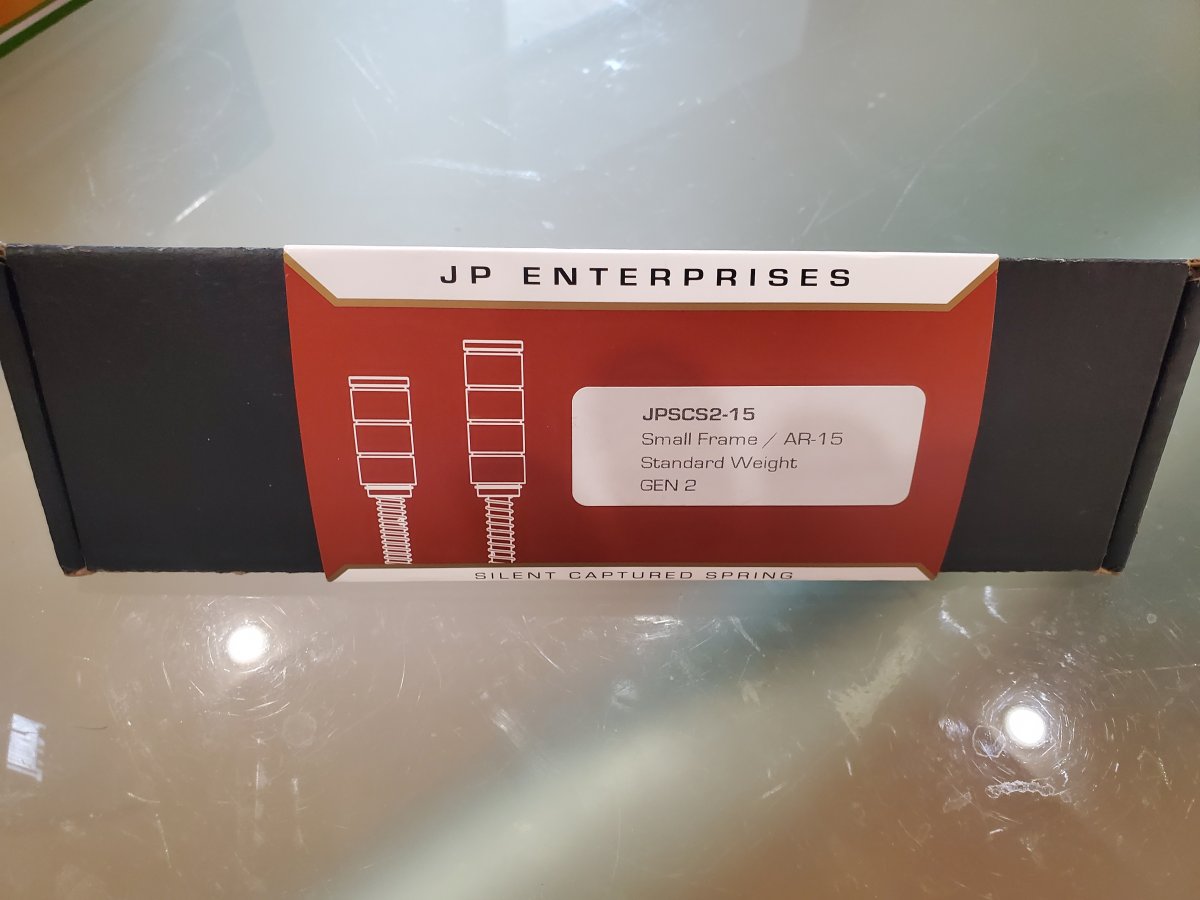 JP ENTERPRISES
JPSCS2-15
Small Frame / AR-15
Standard Weight
GEN 2
SILENT CAPTURED SPRING